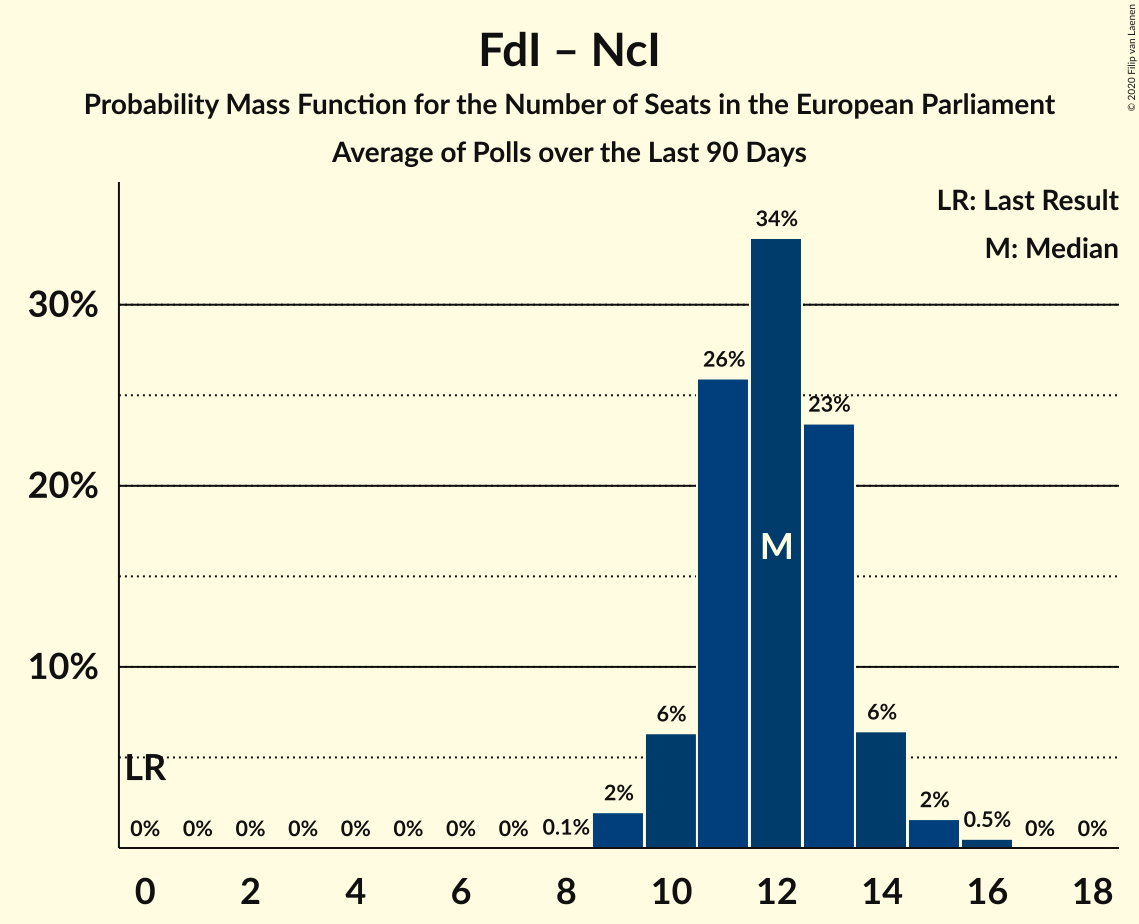 FdI – NcI
Probability Mass Function for the Number of Seats in the European Parliament
Average of Polls over the Last 90 Days
© 2020 Filip van Laenen
LR: Last Result
M: Median
30%
20%
10%
34%
26%
23%
M
6%
6%
LR
2%
2%
0% 0% 0% 0% 0% 0% 0% 0% 0.1% 0.5% 0% 0%
0 2 4 6 8 10 12 14 16 18